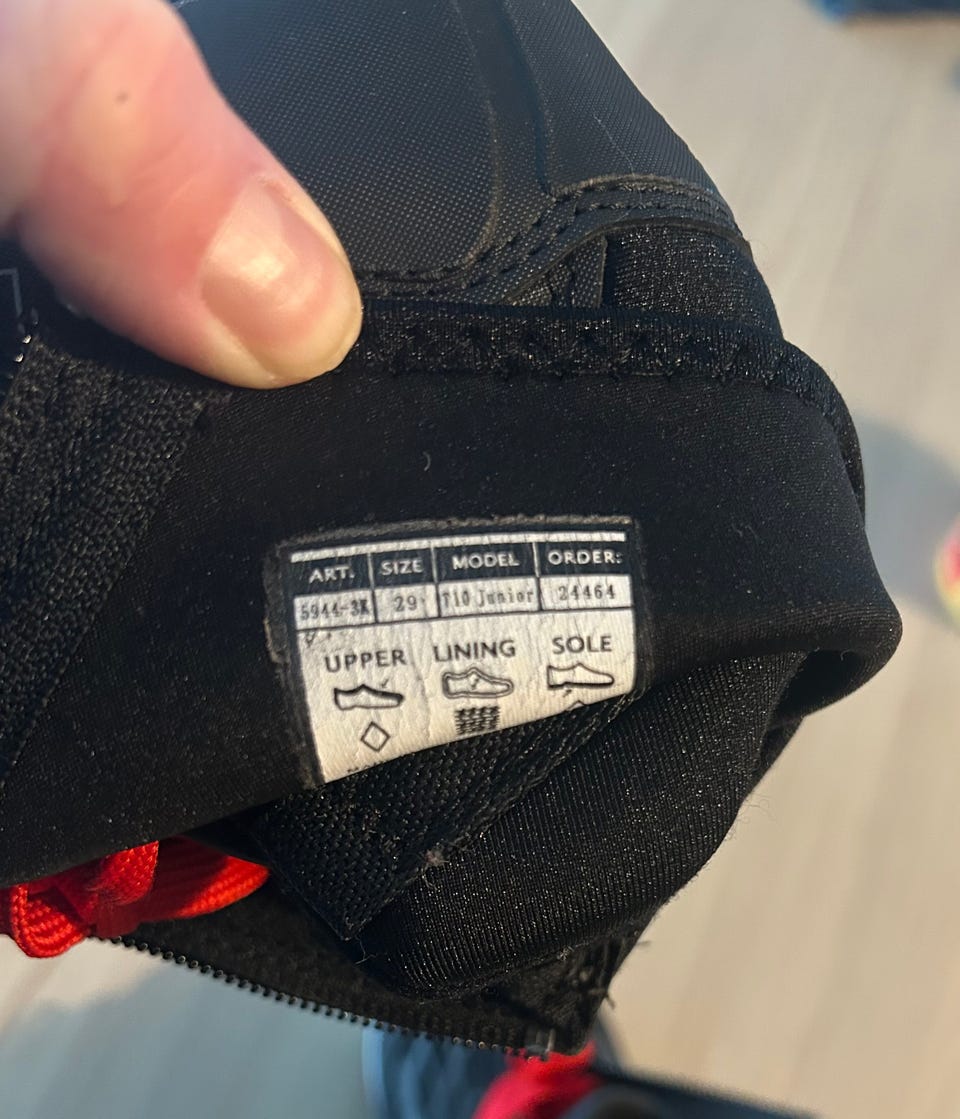 ART. SIZE MODEL ORDER:
5944-3K 29 T10 Junior 24464
UPPER LINING SOLE